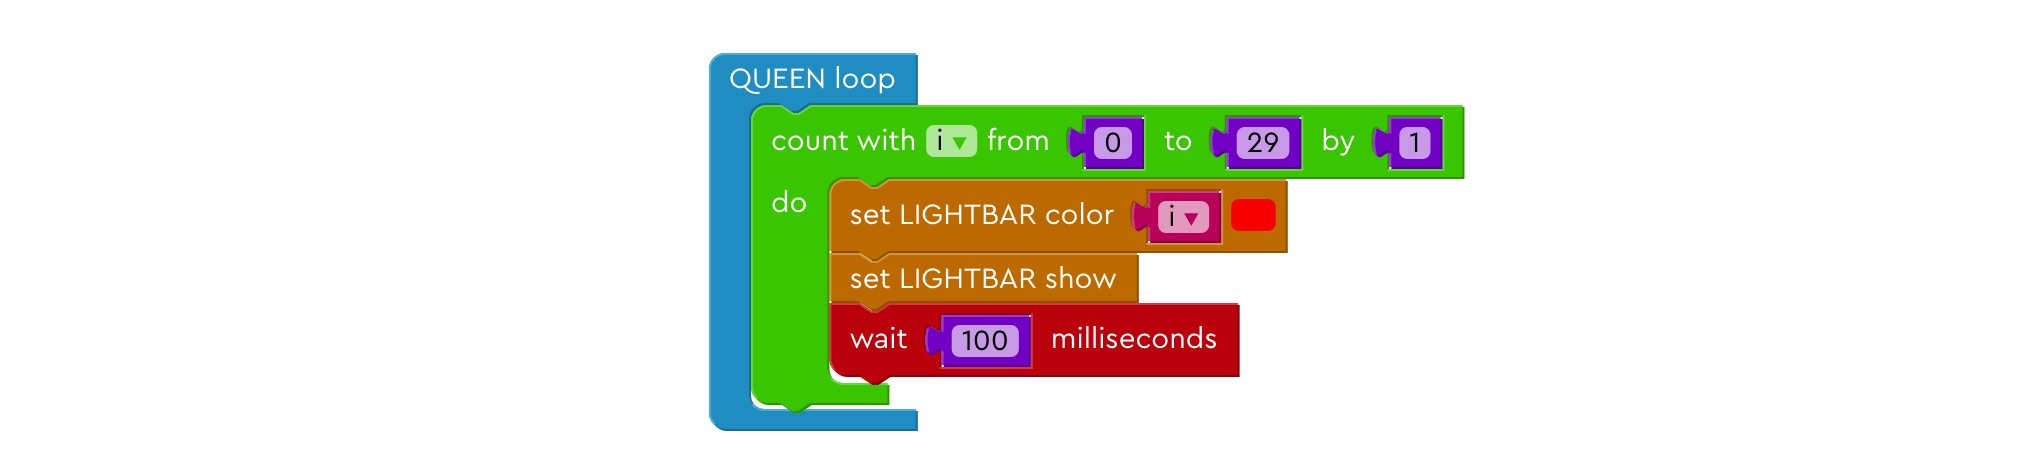 QUEEN loop
count with i ▼ from 0 to 29 by 1
do
set LIGHTBAR color i ▼
set LIGHTBAR show
wait 100 milliseconds